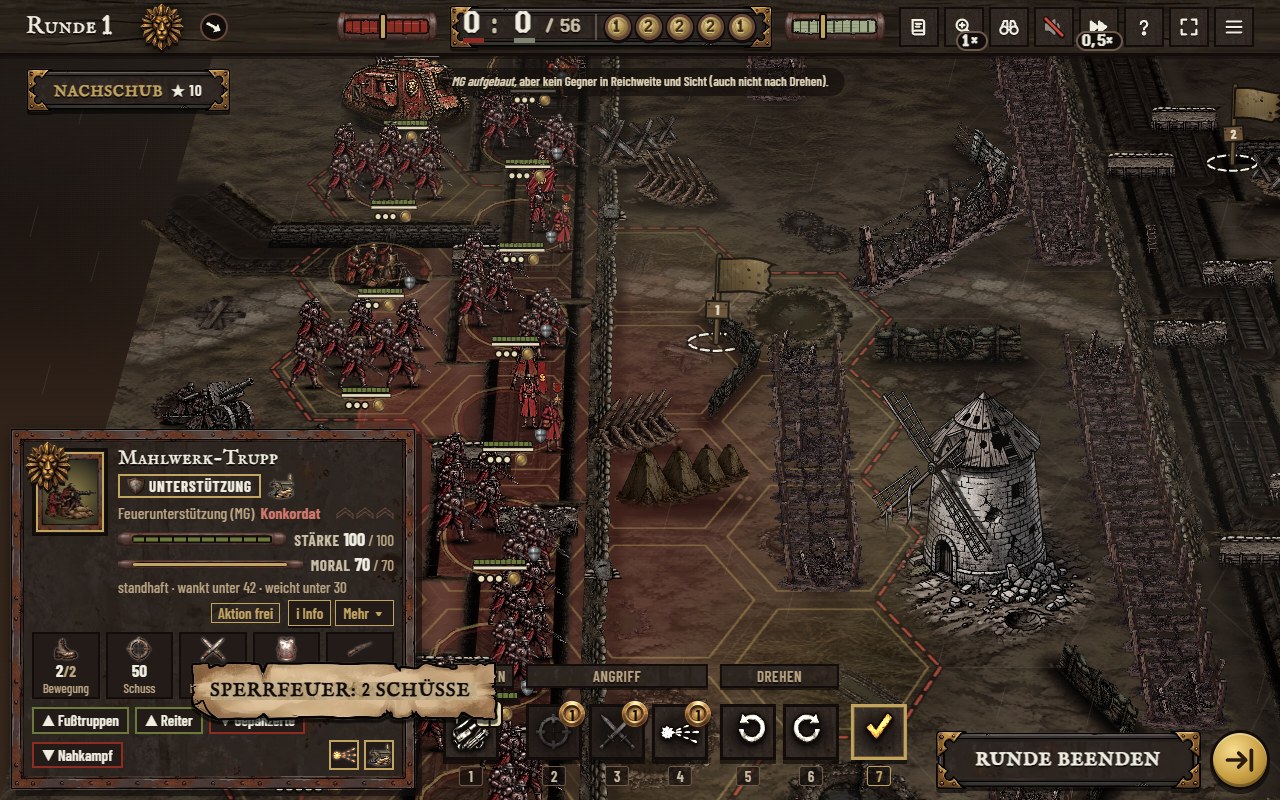 Runde 1
0 : 0 / 56
1 2 2 2 1
1×
0,5×
?
NACHSCHUB ★ 10
MG aufgebaut, aber kein Gegner in Reichweite und Sicht (auch nicht nach Drehen).
2
1
Mahlwerk-Trupp
UNTERSTÜTZUNG
Feuerunterstützung (MG) Konkordat
STÄRKE 100 / 100
MORAL 70 / 70
standhaft · wankt unter 42 · weicht unter 30
Aktion frei
i Info
Mehr
2/2
50
Bewegung
Schuss
SPERRFEUER: 2 SCHÜSSE
▲ Fußtruppen
▲ Reiter
▼ Gepanzerte
▼ Nahkampf
ANGRIFF
DREHEN
1 1 1
1 2 3 4 5 6 7
RUNDE BEENDEN